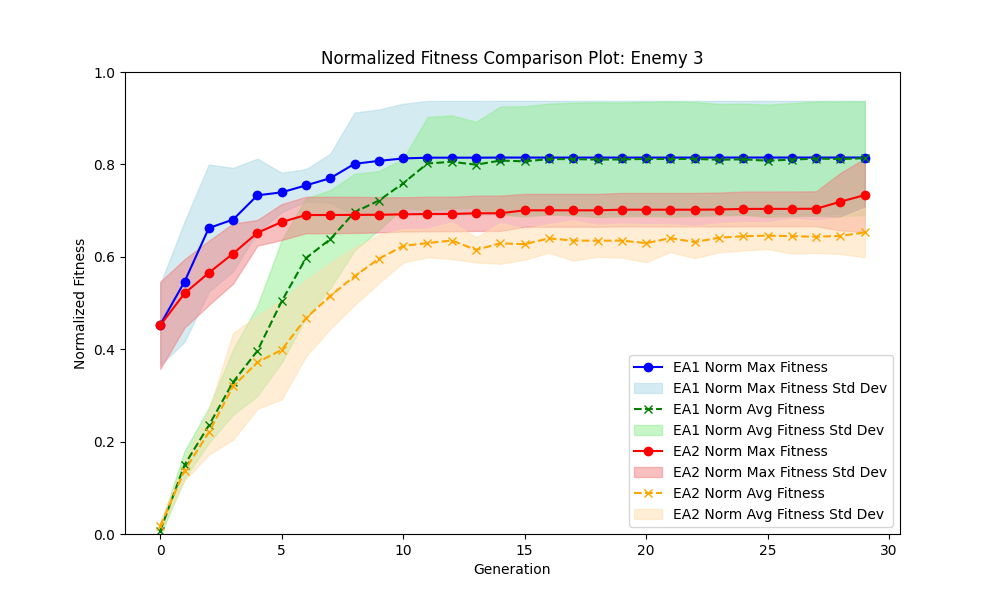 Normalized Fitness Comparison Plot: Enemy 3
1.0
0.8
0.6
0.4
0.2
0.0
Normalized Fitness
0 5 10 15 20 25 30
Generation
EA1 Norm Max Fitness
EA1 Norm Max Fitness Std Dev
EA1 Norm Avg Fitness
EA1 Norm Avg Fitness Std Dev
EA2 Norm Max Fitness
EA2 Norm Max Fitness Std Dev
EA2 Norm Avg Fitness
EA2 Norm Avg Fitness Std Dev